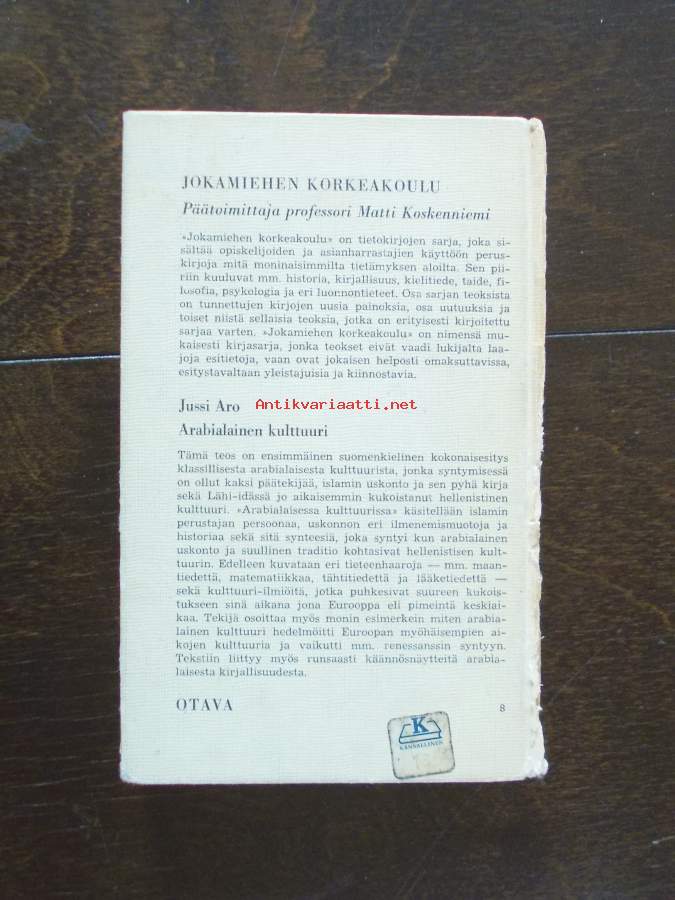 JOKAMIEHEN KORKEAKOULU
Päätoimittaja professori Matti Koskenniemi
»Jokamiehen korkeakoulu» on tietokirjojen sarja, joka si-
sältää opiskelijoiden ja asianharrastajien käyttöön perus-
kirjoja mitä moninaisimmilta tietämyksen aloilta. Sen pii-
riin kuuluvat mm. historia, kirjallisuus, kielitiede, taide, fi-
losofia, psykologia ja eri luonnontieteet. Osa sarjan teoksista
on tunnettujen kirjojen uusia painoksia, osa uutuuksia ja
toiset niistä sellaisia teoksia, jotka on erityisesti kirjoitettu
sarjaa varten. »Jokamiehen korkeakoulu» on nimensä mu-
kaisesti kirjasarja, jonka teokset eivät vaadi lukijalta laa-
joja esitietoja, vaan ovat jokaisen helposti omaksuttavissa,
esitystavaltaan yleistajuisia ja kiinnostavia.
Jussi Aro
Antikvariaatti.net
Arabialainen kulttuuri
Tämä teos on ensimmäinen suomenkielinen kokonaisesitys
klassillisesta arabialaisesta kulttuurista, jonka syntymisessä
on ollut kaksi päätekijää, islamin uskonto ja sen pyhä kirja
sekä Lähi-idässä jo aikaisemmin kukoistanut hellenistinen
kulttuuri. »Arabialaisessa kulttuurissa» käsitellään islamin
perustajan persoonaa, uskonnon eri ilmenemismuotoja ja
historiaa sekä sitä synteesiä, joka syntyi kun arabialainen
uskonto ja suullinen traditio kohtasivat hellenistisen kult-
tuurin. Edelleen kuvataan eri tieteenhaaroja — mm. maan-
tiedettä, matematiikkaa, tähtitiedettä ja lääketiedettä —
sekä kulttuuri-ilmiöitä, jotka puhkesivat suureen kukois-
tukseen sinä aikana jona Eurooppa eli pimeintä keskiai-
kaa. Tekijä osoittaa myös monin esimerkein miten arabia-
lainen kulttuuri hedelmöitti Euroopan myöhäisempien ai-
kojen kulttuuria ja vaikutti mm. renessanssin syntyyn.
Tekstiin liittyy myös runsaasti käännösnäytteitä arabia-
laisesta kirjallisuudesta.
OTAVA
8
K
KANSALLINEN